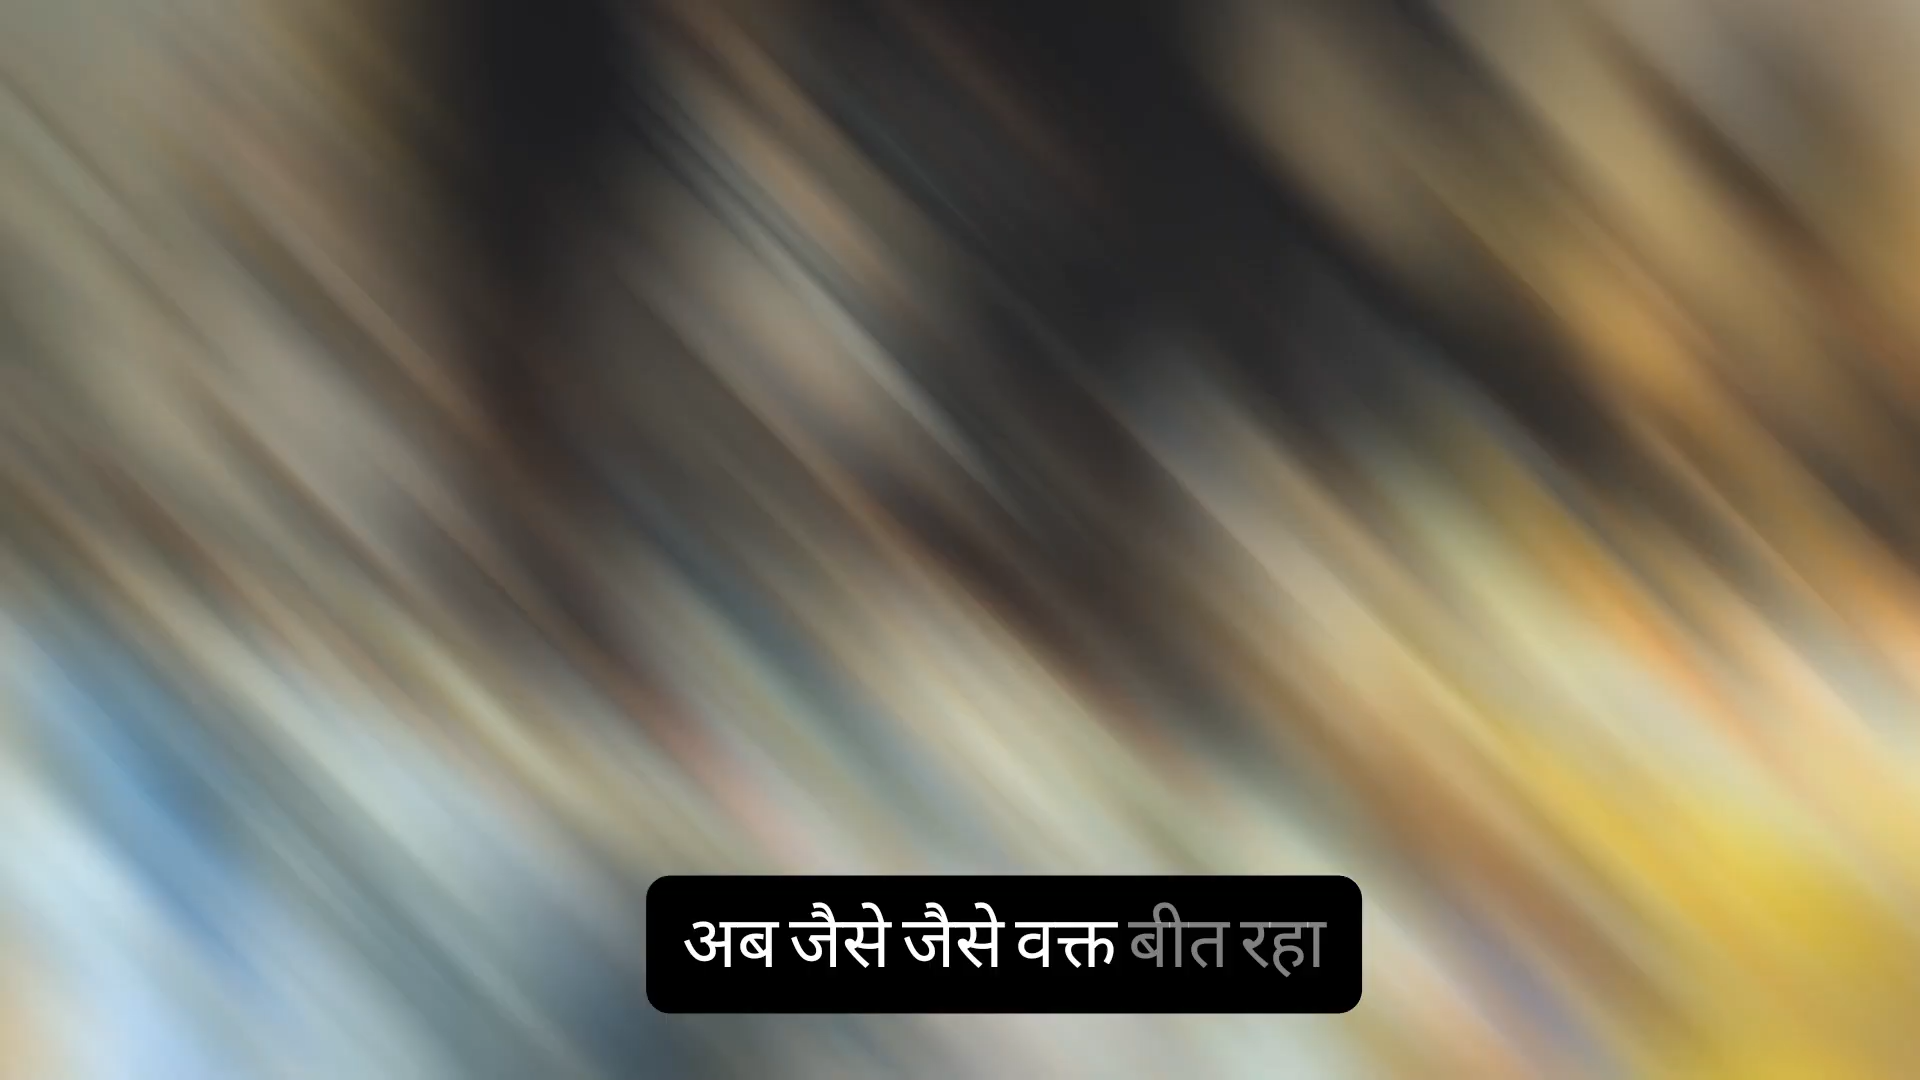 अब जैसे जैसे वक्त बीत रहा